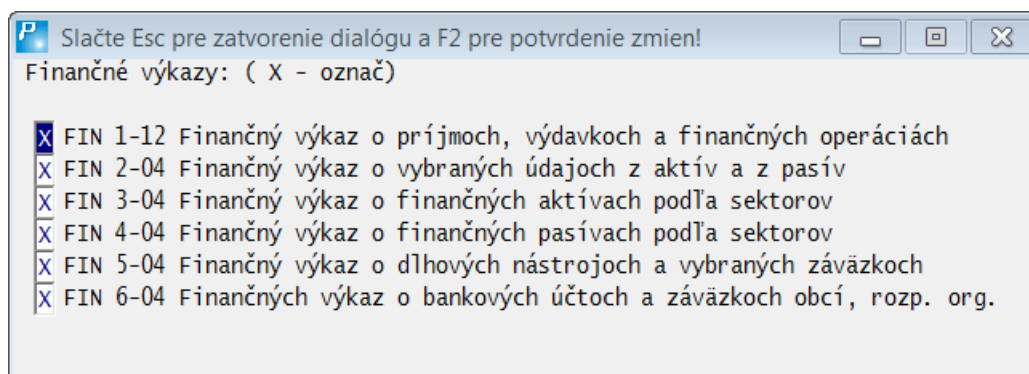 Slačte Esc pre zatvorenie dialógu a F2 pre potvrdenie zmien!
Finančné výkazy: ( X - označ)
X FIN 1-12 Finančný výkaz o príjmoch, výdavkoch a finančných operáciách
X FIN 2-04 Finančný výkaz o vybraných údajoch z aktív a z pasív
X FIN 3-04 Finančný výkaz o finančných aktívach podľa sektorov
X FIN 4-04 Finančný výkaz o finančných pasívach podľa sektorov
X FIN 5-04 Finančný výkaz o dlhových nástrojoch a vybraných záväzkoch
X FIN 6-04 Finančných výkaz o bankových účtoch a záväzkoch obcí, rozp. org.